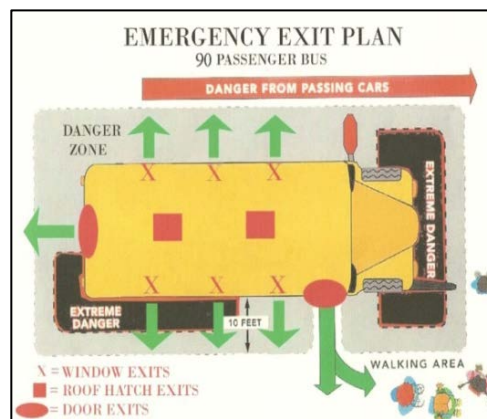 EMERGENCY EXIT PLAN
90 PASSENGER BUS
DANGER FROM PASSING CARS
DANGER
ZONE
X X X
EXTREME DANGER
X X X
EXTREME
DANGER
10 FEET
WALKING AREA
X = WINDOW EXITS
= ROOF HATCH EXITS
= DOOR EXITS